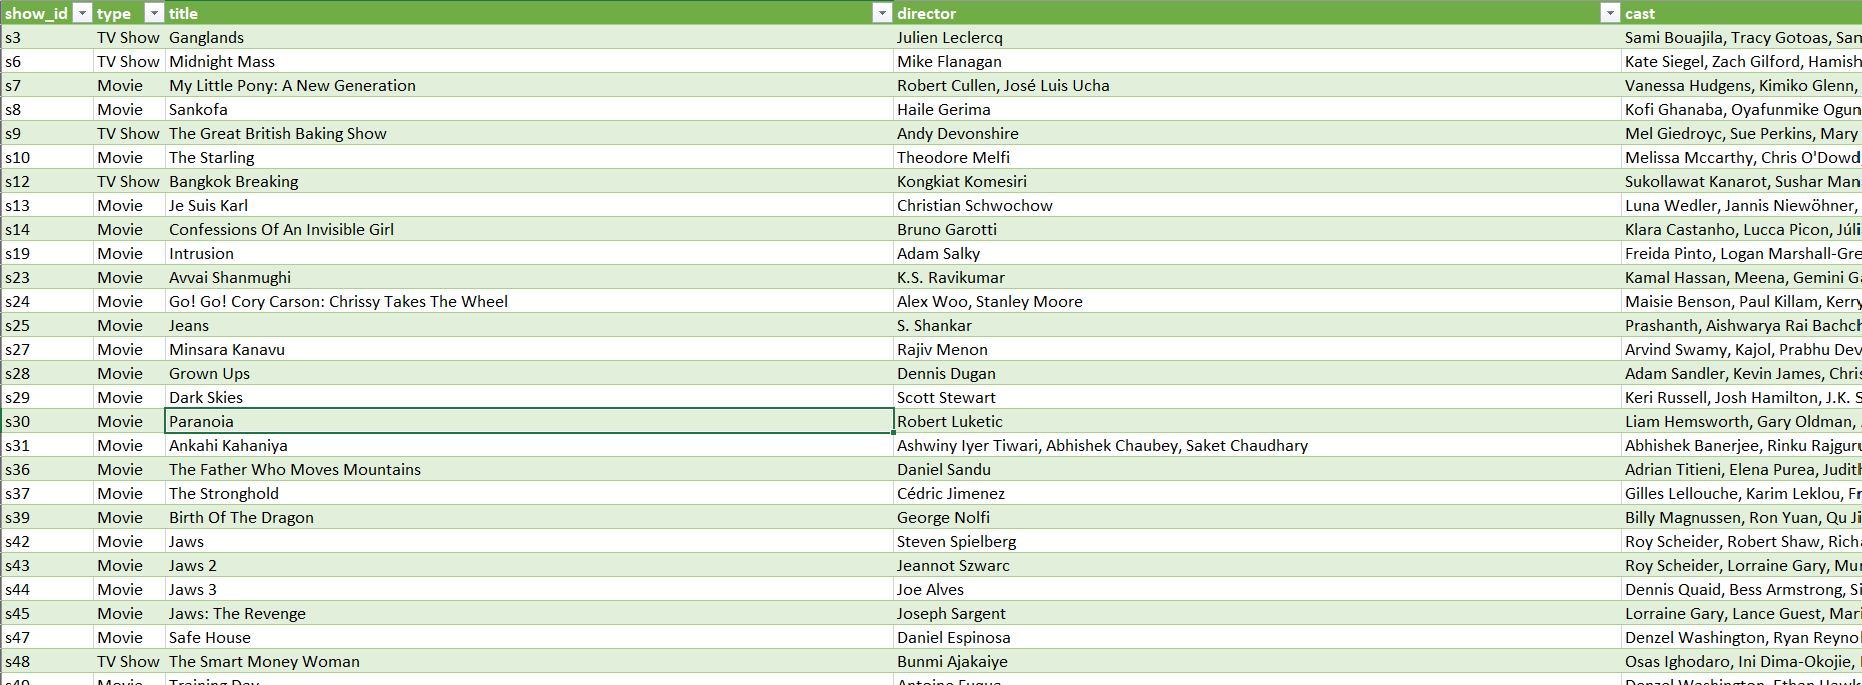 show_id type title director cast
s3 TV Show Ganglands Julien Leclercq Sami Bouajila, Tracy Gotoas, Sam
s6 TV Show Midnight Mass Mike Flanagan Kate Siegel, Zach Gilford, Hamish
s7 Movie My Little Pony: A New Generation Robert Cullen, José Luis Ucha Vanessa Hudgens, Kimiko Glenn,
s8 Movie Sankofa Haile Gerima Kofi Ghanaba, Oyafunmike Ogun
s9 TV Show The Great British Baking Show Andy Devonshire Mel Giedroyc, Sue Perkins, Mary
s10 Movie The Starling Theodore Melfi Melissa Mccarthy, Chris O'Dowd
s12 TV Show Bangkok Breaking Kongkiat Komesiri Sukollawat Kanarot, Sushar Man
s13 Movie Je Suis Karl Christian Schwochow Luna Wedler, Jannis Niewöhner,
s14 Movie Confessions Of An Invisible Girl Bruno Garotti Klara Castanho, Lucca Picon, Júli
s19 Movie Intrusion Adam Salky Freida Pinto, Logan Marshall-Gre
s23 Movie Avvai Shanmughi K.S. Ravikumar Kamal Hassan, Meena, Gemini Ga
s24 Movie Go! Go! Cory Carson: Chrissy Takes The Wheel Alex Woo, Stanley Moore Maisie Benson, Paul Killam, Kerry
s25 Movie Jeans S. Shankar Prashanth, Aishwarya Rai Bachch
s27 Movie Minsara Kanavu Rajiv Menon Arvind Swamy, Kajol, Prabhu Dev
s28 Movie Grown Ups Dennis Dugan Adam Sandler, Kevin James, Chris
s29 Movie Dark Skies Scott Stewart Keri Russell, Josh Hamilton, J.K. S
s30 Movie Paranoia Robert Luketic Liam Hemsworth, Gary Oldman,
s31 Movie Ankahi Kahaniya Ashwiny Iyer Tiwari, Abhishek Chaubey, Saket Chaudhary Abhishek Banerjee, Rinku Rajguru
s36 Movie The Father Who Moves Mountains Daniel Sandu Adrian Titieni, Elena Purea, Judith
s37 Movie The Stronghold Cédric Jimenez Gilles Lellouche, Karim Leklou, Fr
s39 Movie Birth Of The Dragon George Nolfi Billy Magnussen, Ron Yuan, Qu Ji
s42 Movie Jaws Steven Spielberg Roy Scheider, Robert Shaw, Rich
s43 Movie Jaws 2 Jeannot Szwarc Roy Scheider, Lorraine Gary, Mur
s44 Movie Jaws 3 Joe Alves Dennis Quaid, Bess Armstrong, Si
s45 Movie Jaws: The Revenge Joseph Sargent Lorraine Gary, Lance Guest, Mari
s47 Movie Safe House Daniel Espinosa Denzel Washington, Ryan Reynol
s48 TV Show The Smart Money Woman Bunmi Ajakaiye Osas Ighodaro, Ini Dima-Okojie,
s49 Movie Training Day Antoine Fuqua Denzel Washington, Ethan Hawk